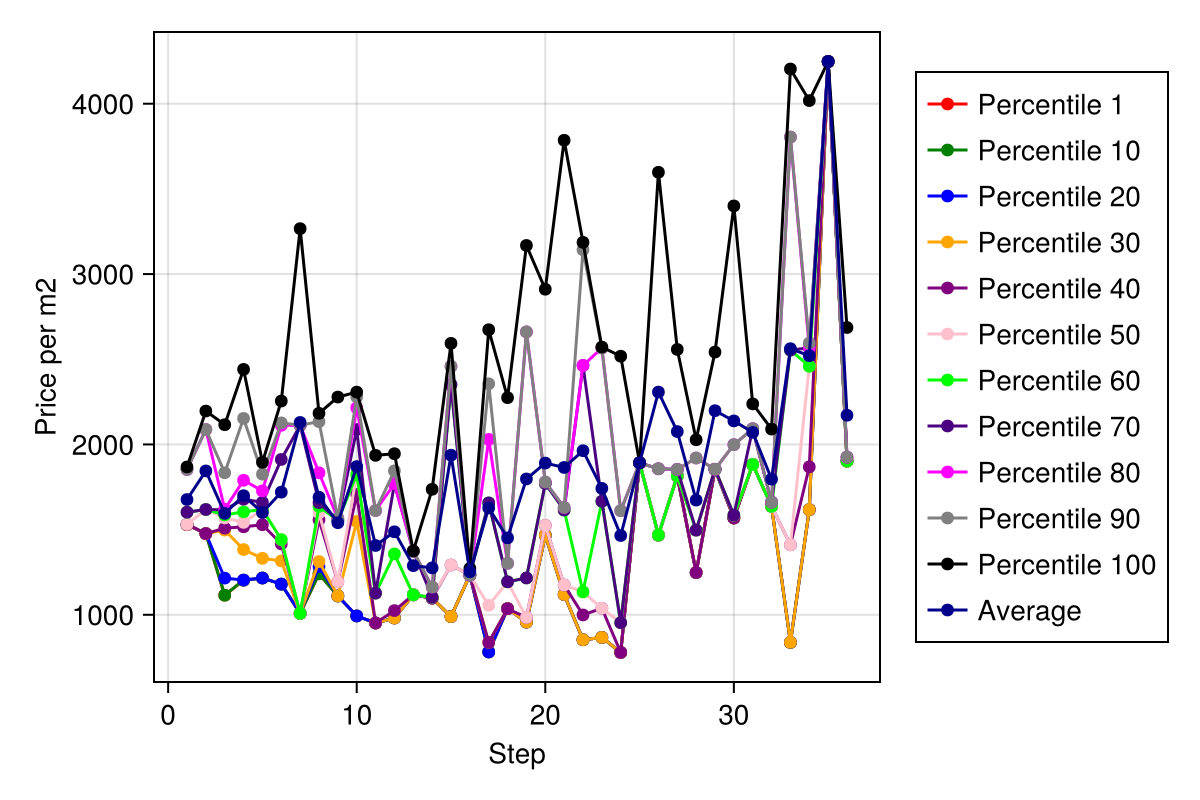 4000
3000
2000
1000
Price per m2
0
10
20
30
Step
Percentile 1
Percentile 10
Percentile 20
Percentile 30
Percentile 40
Percentile 50
Percentile 60
Percentile 70
Percentile 80
Percentile 90
Percentile 100
Average